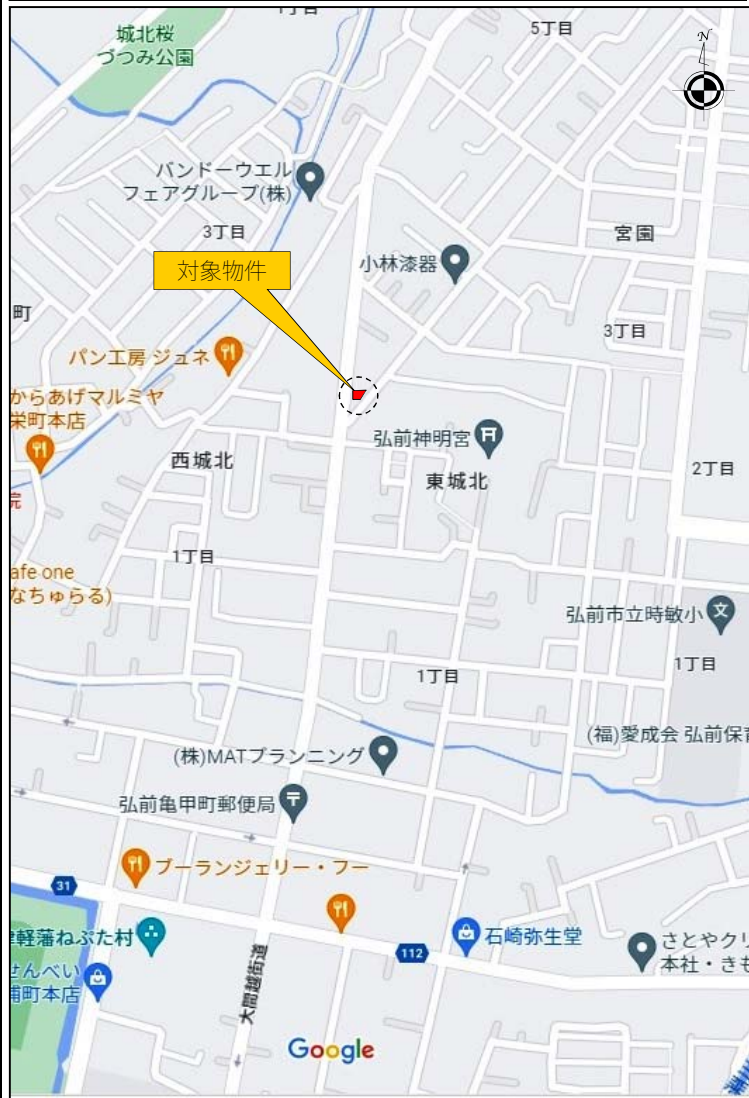 1丁目
城北桜
づつみ公園
5丁目
N
バンドーウエル
フェアグループ(株)
3丁目
宮園
対象物件
小林漆器
町
3丁目
パン工房 ジュネ
からあげマルミヤ
栄町本店
弘前神明宮
西城北
東城北
2丁目
院
1丁目
afe one
なちゅらる)
弘前市立時敏小
文
1丁目
1丁目
(福)愛成会 弘前保育
(株)MATプランニング
弘前亀甲町郵便局
ブーランジェリー・フー
31
軽藩ねぷた村
石崎弥生堂
112
さとやクリ
本社・きも
せんべい
浦町本店
大間越街道
Google